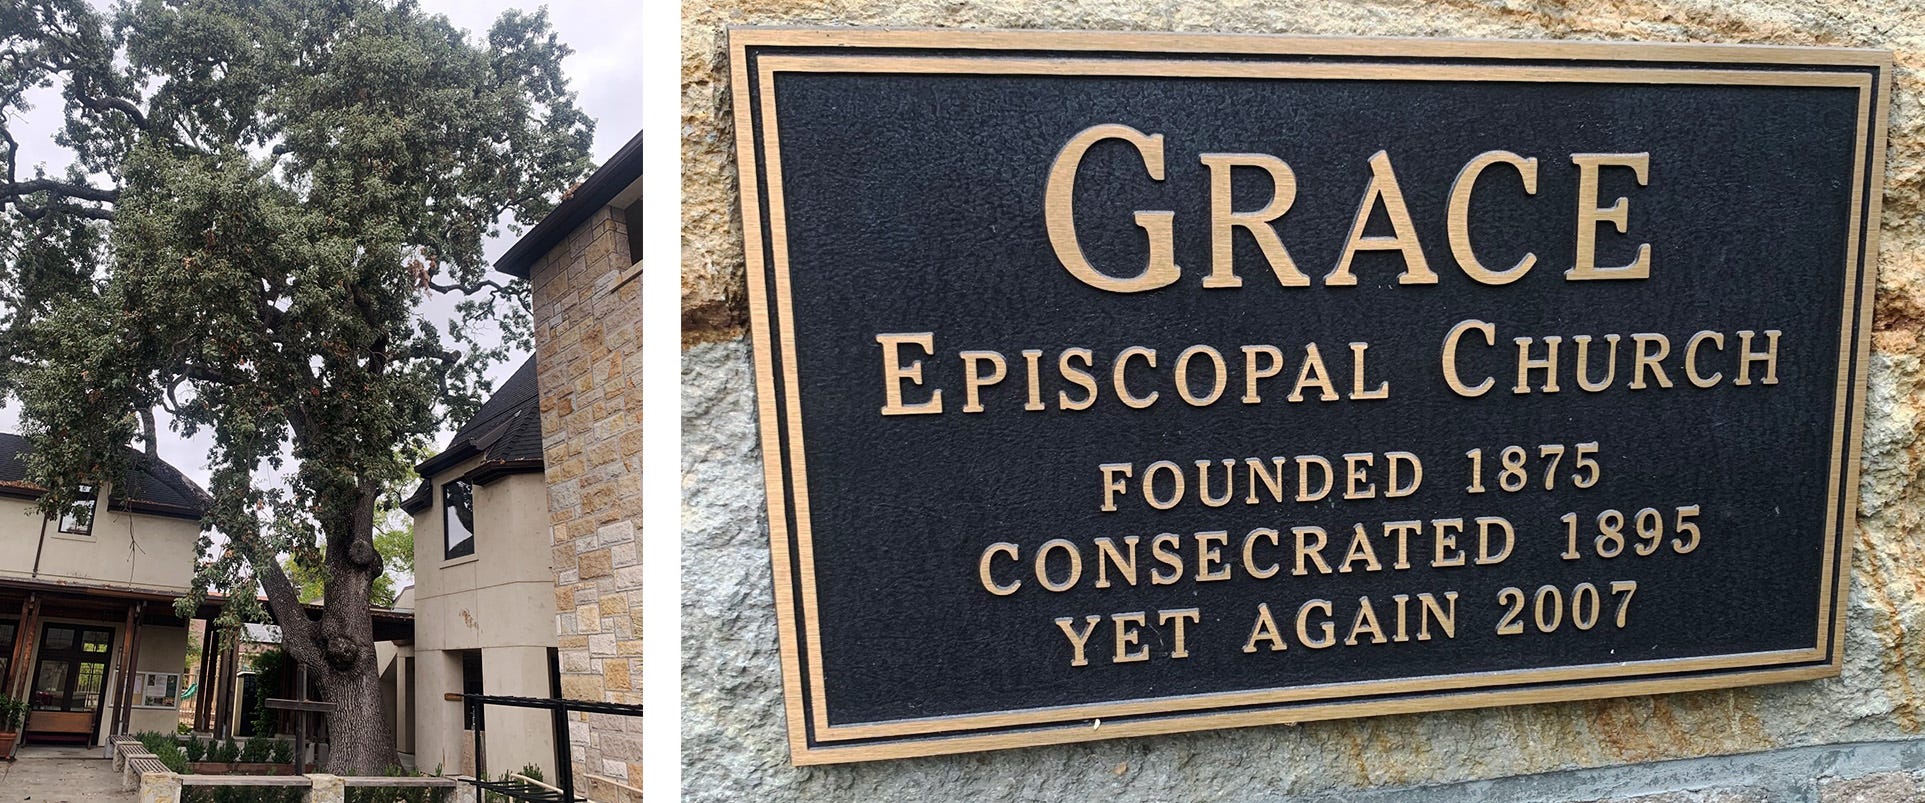 GRACE
EPISCOPAL CHURCH
FOUNDED 1875
CONSECRATED 1895
YET AGAIN 2007